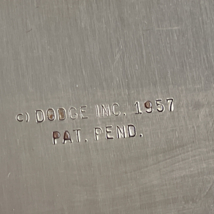 (C) DODGE INC. 1957
PAT. PEND.